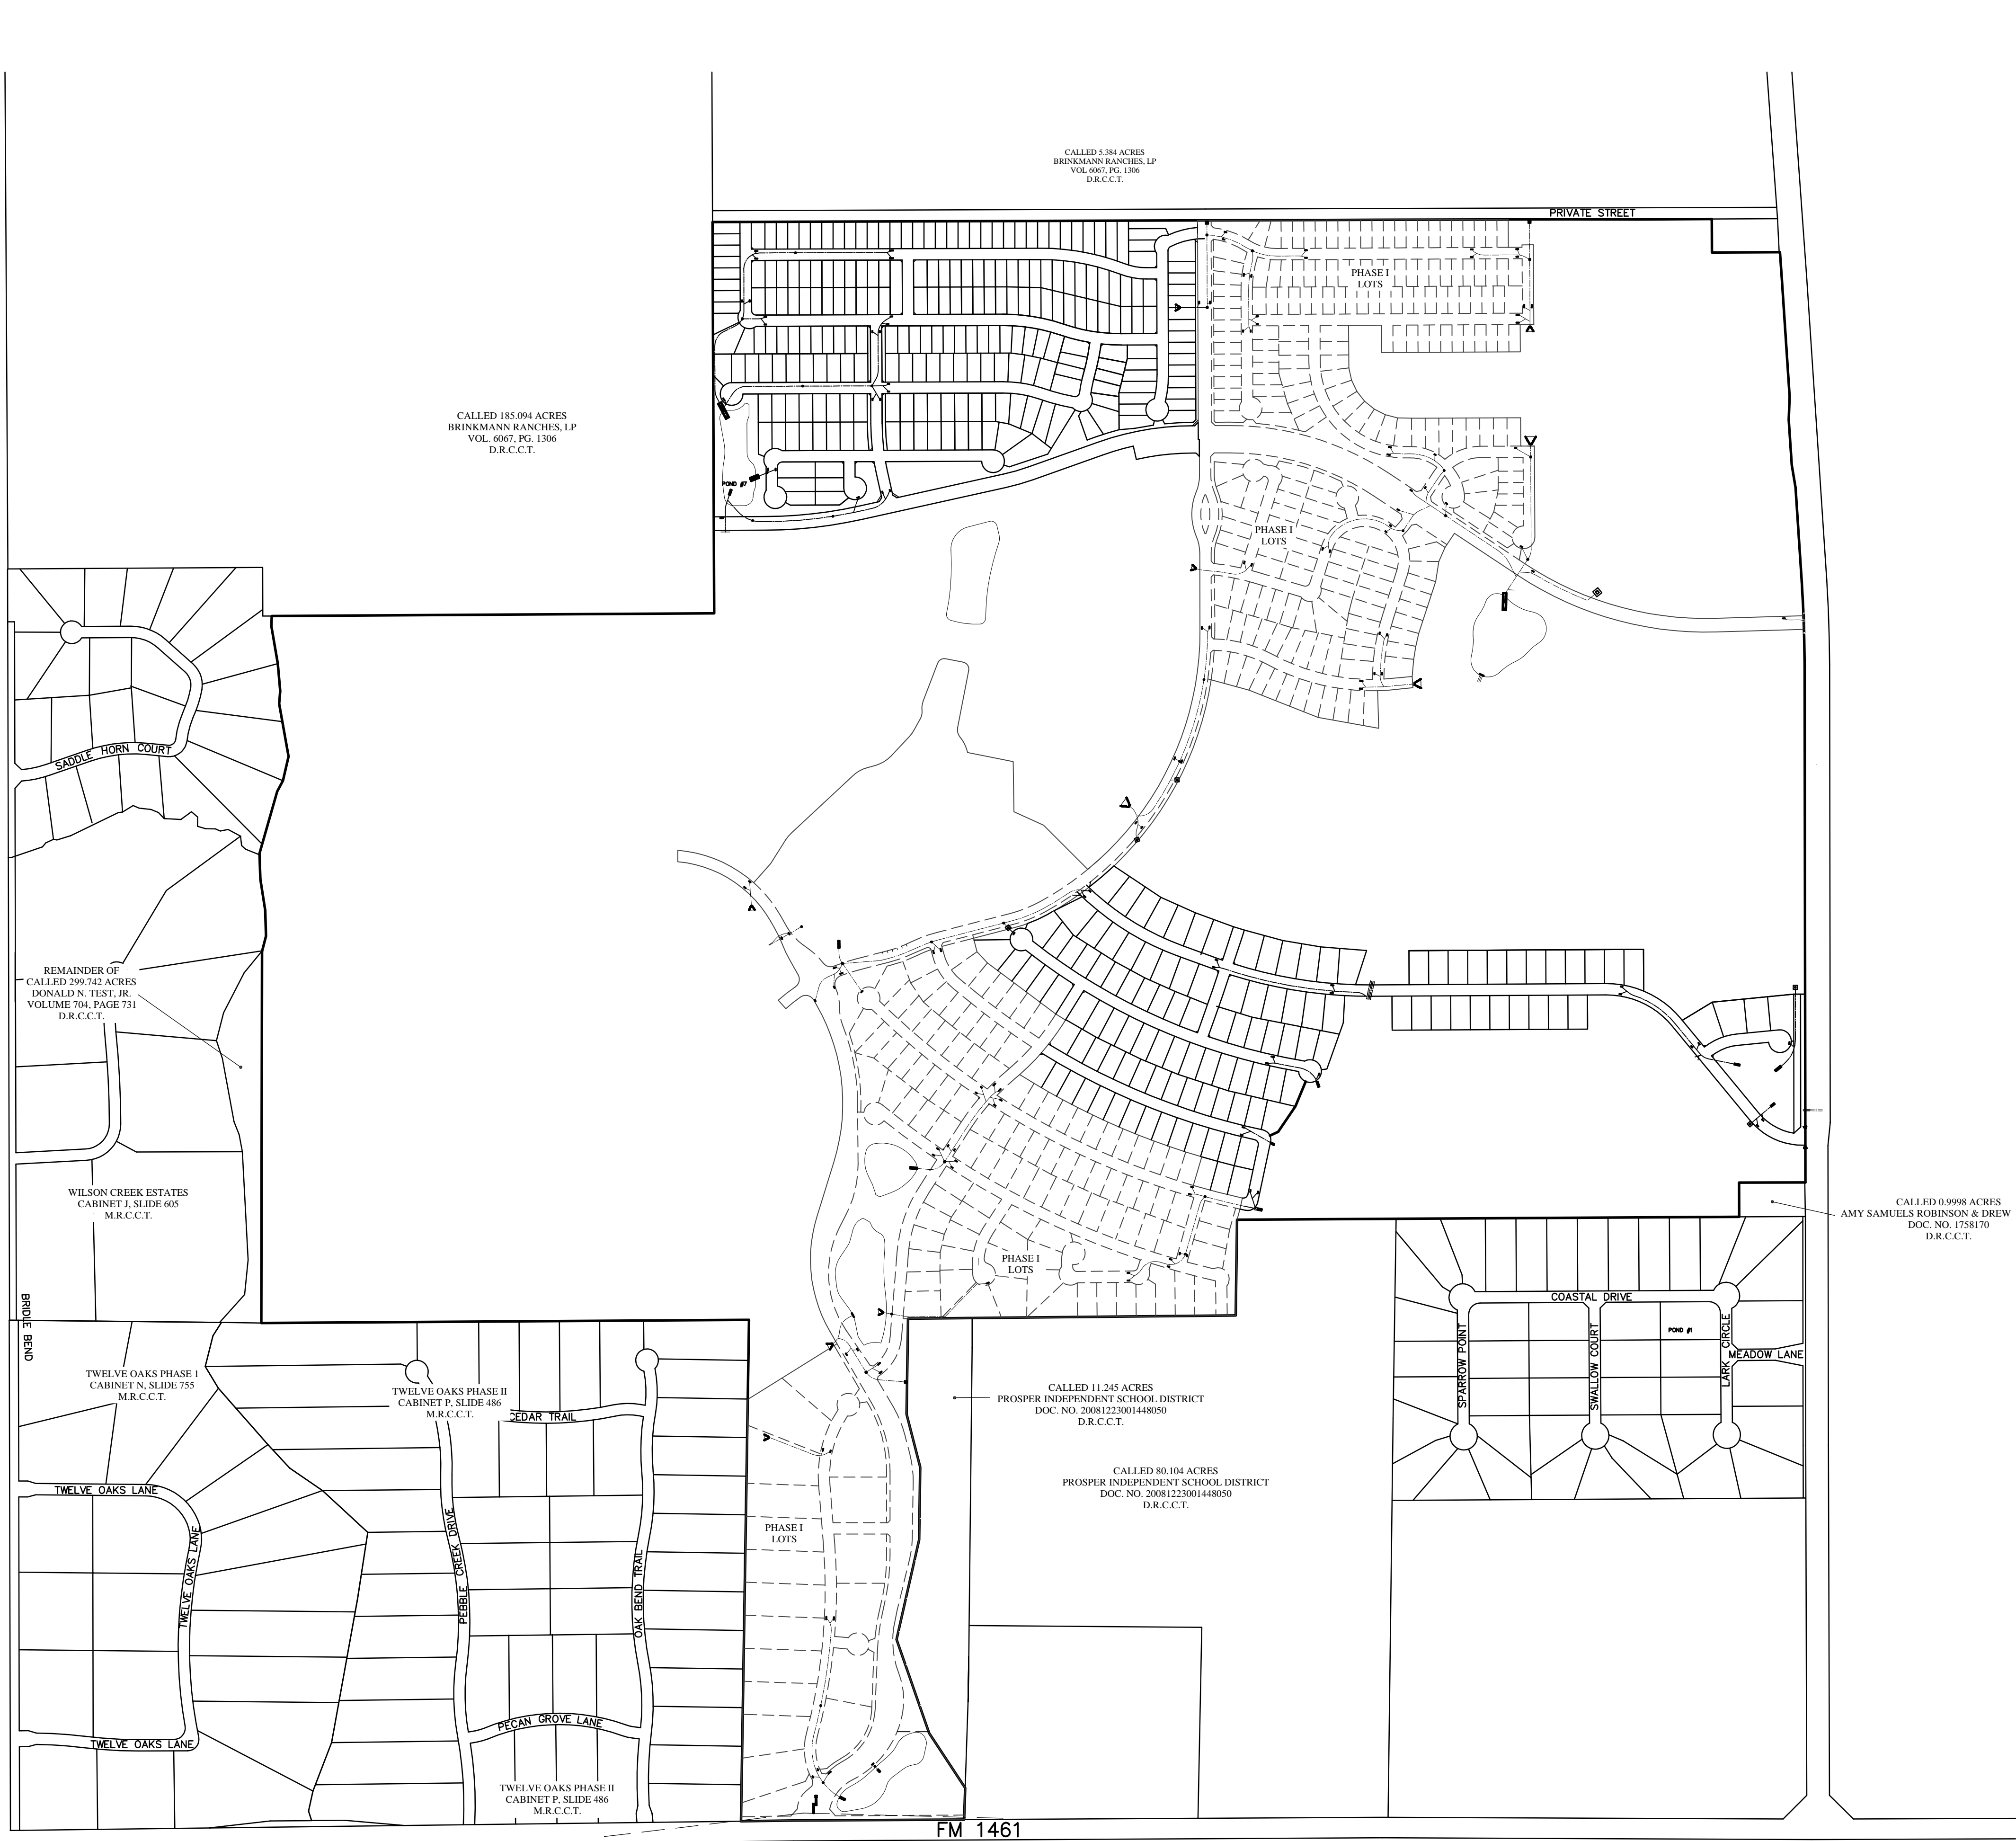 CALLED 5.384 ACRES
BRINKMANN RANCHES, LP
VOL 6067, PG. 1306
D.R.C.C.T.
PRIVATE STREET
PHASE I
LOTS
CALLED 185.094 ACRES
BRINKMANN RANCHES, LP
VOL. 6067, PG. 1306
D.R.C.C.T.
POND #7
PHASE I
LOTS
SADDLE HORN COURT
REMAINDER OF
CALLED 299.742 ACRES
DONALD N. TEST, JR.
VOLUME 704, PAGE 731
D.R.C.C.T.
WILSON CREEK ESTATES
CABINET J, SLIDE 605
M.R.C.C.T.
CALLED 0.9998 ACRES
AMY SAMUELS ROBINSON & DREW
DOC. NO. 1758170
D.R.C.C.T.
PHASE I
LOTS
BRIDLE BEND
COASTAL DRIVE
POND #1
SPARROW POINT
SWALLOW COURT
LARK CIRCLE
MEADOW LANE
TWELVE OAKS PHASE 1
CABINET N, SLIDE 755
M.R.C.C.T.
TWELVE OAKS PHASE II
CABINET P, SLIDE 486
M.R.C.C.T.
CEDAR TRAIL
CALLED 11.245 ACRES
PROSPER INDEPENDENT SCHOOL DISTRICT
DOC. NO. 20081223001448050
D.R.C.C.T.
CALLED 80.104 ACRES
PROSPER INDEPENDENT SCHOOL DISTRICT
DOC. NO. 20081223001448050
D.R.C.C.T.
TWELVE OAKS LANE
TWELVE OAKS LANE
PEBBLE CREEK DRIVE
OAK BEND TRAIL
PHASE I
LOTS
PECAN GROVE LANE
TWELVE OAKS LANE
TWELVE OAKS PHASE II
CABINET P, SLIDE 486
M.R.C.C.T.
FM 1461